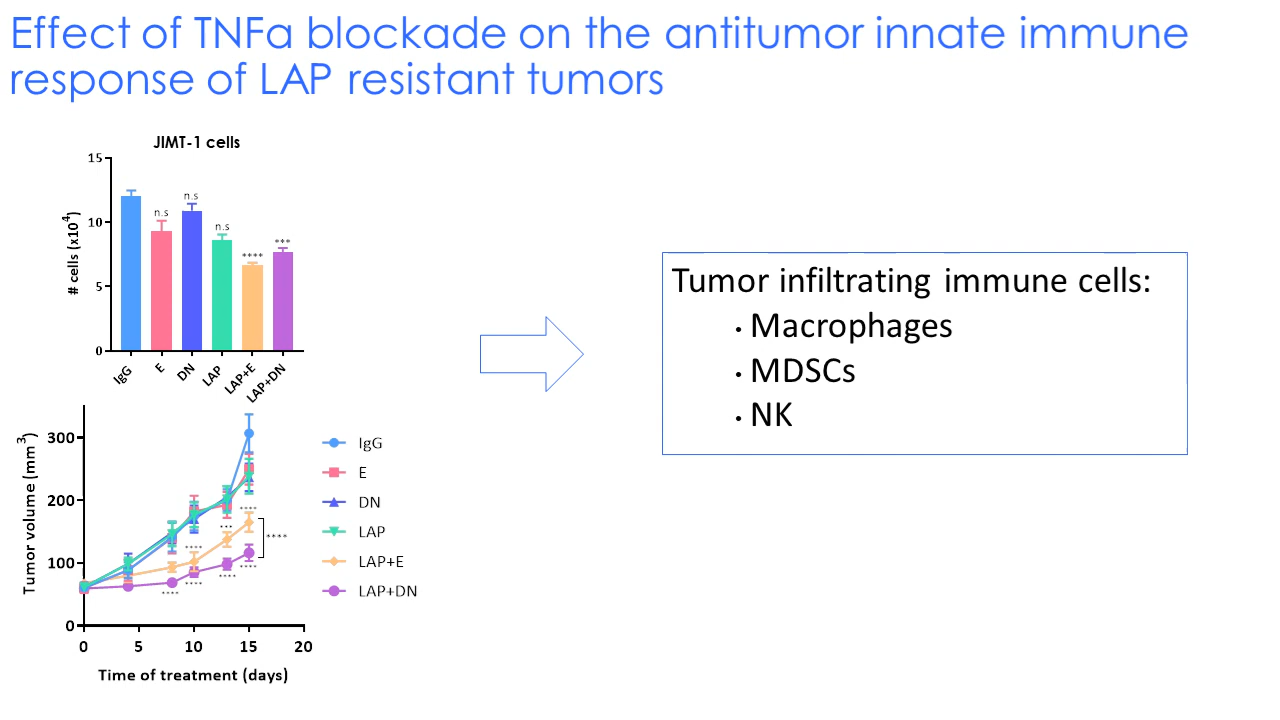 Effect of TNFa blockade on the antitumor innate immune
response of LAP resistant tumors
JIMT-1 cells
# cells (x10⁴)
15
10
5
0
n.s
n.s
n.s
****
***
IgG
E
DN
LAP
LAP+E
LAP+DN
Tumor volume (mm³)
300
200
100
0
0 5 10 15 20
Time of treatment (days)
****
****
****
***
****
****
****
****
IgG
E
DN
LAP
LAP+E
LAP+DN
Tumor infiltrating immune cells:
• Macrophages
• MDSCs
• NK